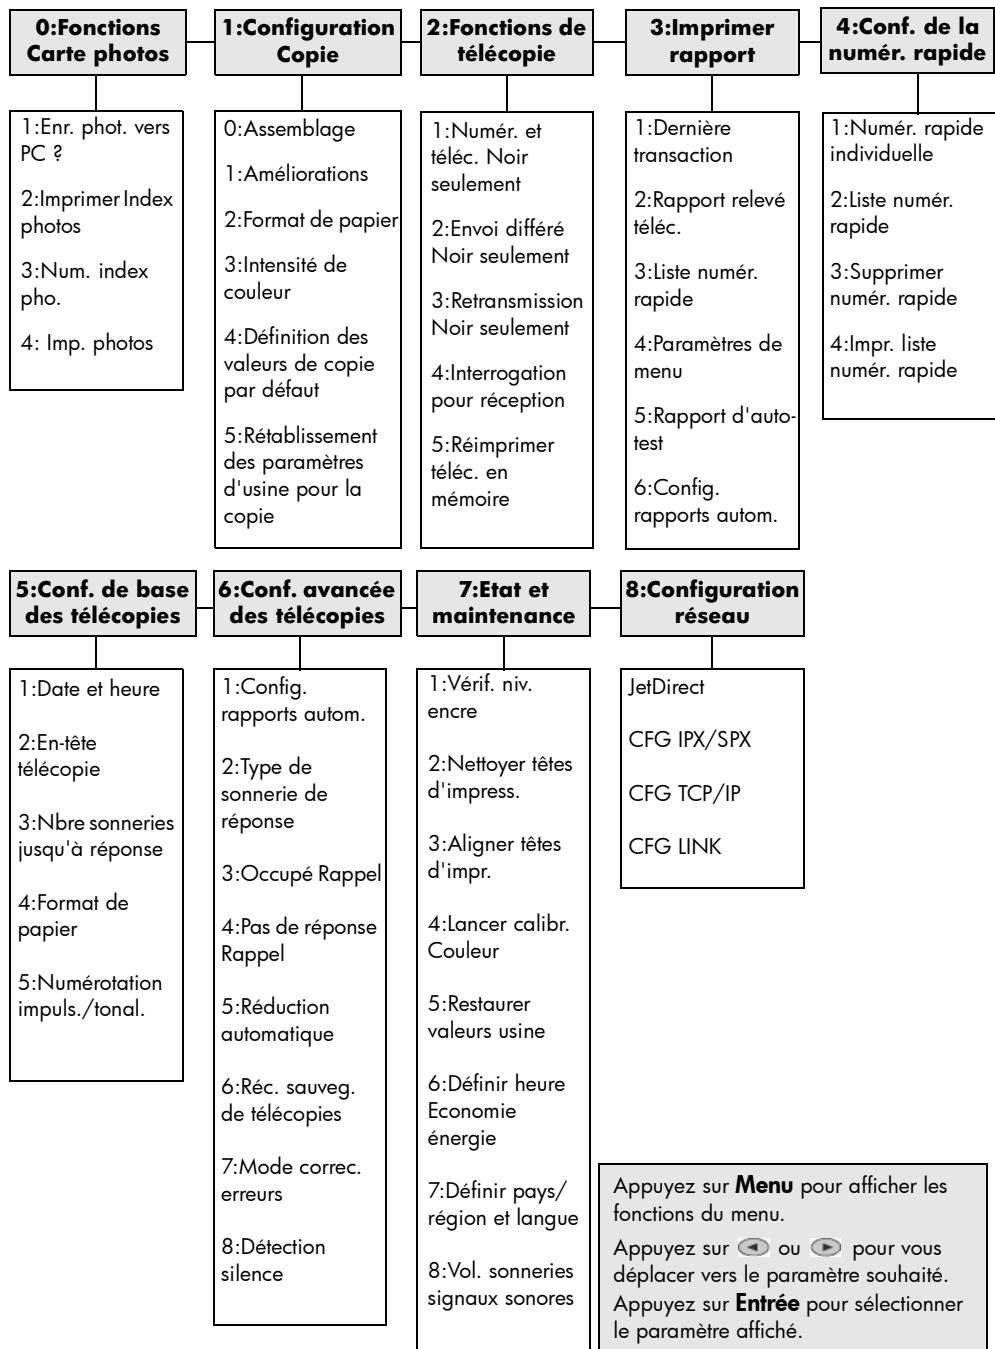 0:Fonctions
Carte photos
1:Enr. phot. vers
PC ?
2:Imprimer Index
photos
3:Num. index
pho.
4: Imp. photos
1:Configuration
Copie
0:Assemblage
1:Améliorations
2:Format de papier
3:Intensité de
couleur
4:Définition des
valeurs de copie
par défaut
5:Rétablissement
des paramètres
d'usine pour la
copie
2:Fonctions de
télécopie
1:Numér. et
téléc. Noir
seulement
2:Envoi différé
Noir seulement
3:Retransmission
Noir seulement
4:Interrogation
pour réception
5:Réimprimer
téléc. en
mémoire
3:Imprimer
rapport
1:Dernière
transaction
2:Rapport relevé
téléc.
3:Liste numér.
rapide
4:Paramètres de
menu
5:Rapport d'auto-
test
6:Config.
rapports autom.
4:Conf. de la
numér. rapide
1:Numér. rapide
individuelle
2:Liste numér.
rapide
3:Supprimer
numér. rapide
4:Impr. liste
numér. rapide
5:Conf. de base
des télécopies
1:Date et heure
2:En-tête
télécopie
3:Nbre sonneries
jusqu'à réponse
4:Format de
papier
5:Numérotation
impuls./tonal.
6:Conf. avancée
des télécopies
1:Config.
rapports autom.
2:Type de
sonnerie de
réponse
3:Occupé Rappel
4:Pas de réponse
Rappel
5:Réduction
automatique
6:Réc. sauveg.
de télécopies
7:Mode correc.
erreurs
8:Détection
silence
7:Etat et
maintenance
1:Vérif. niv.
encre
2:Nettoyer têtes
d'impress.
3:Aligner têtes
d'impr.
4:Lancer calibr.
Couleur
5:Restaurer
valeurs usine
6:Définir heure
Economie
énergie
7:Définir pays/
région et langue
8:Vol. sonneries
signaux sonores
8:Configuration
réseau
JetDirect
CFG IPX/SPX
CFG TCP/IP
CFG LINK
Appuyez sur Menu pour afficher les
fonctions du menu.
Appuyez sur ou pour vous
déplacer vers le paramètre souhaité.
Appuyez sur Entrée pour sélectionner
le paramètre affiché.